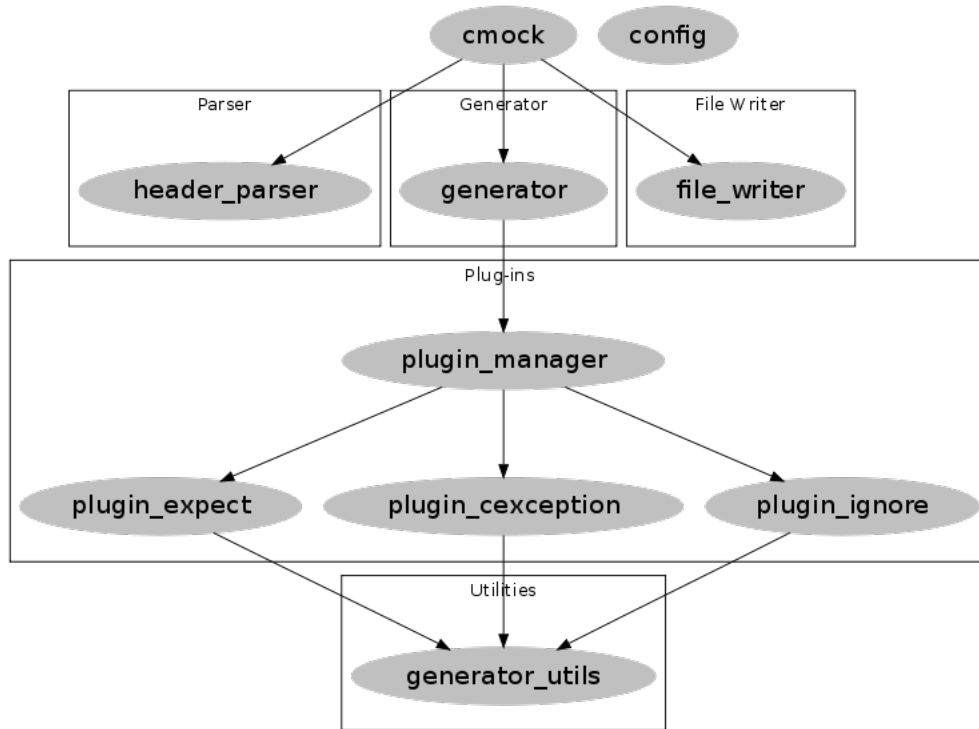 cmock
config
Parser
Generator
File Writer
header_parser
generator
file_writer
Plug-ins
plugin_manager
plugin_expect
plugin_cexception
plugin_ignore
Utilities
generator_utils